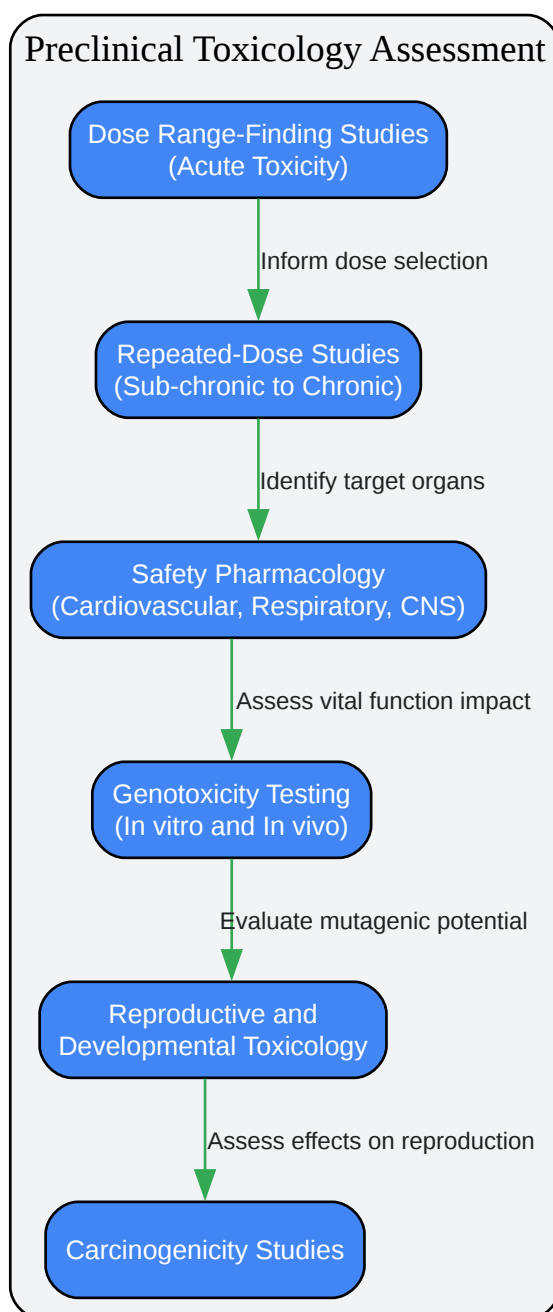 Preclinical Toxicology Assessment
Dose Range-Finding Studies
(Acute Toxicity)
Inform dose selection
Repeated-Dose Studies
(Sub-chronic to Chronic)
Identify target organs
Safety Pharmacology
(Cardiovascular, Respiratory, CNS)
Assess vital function impact
Genotoxicity Testing
(In vitro and In vivo)
Evaluate mutagenic potential
Reproductive and
Developmental Toxicology
Assess effects on reproduction
Carcinogenicity Studies